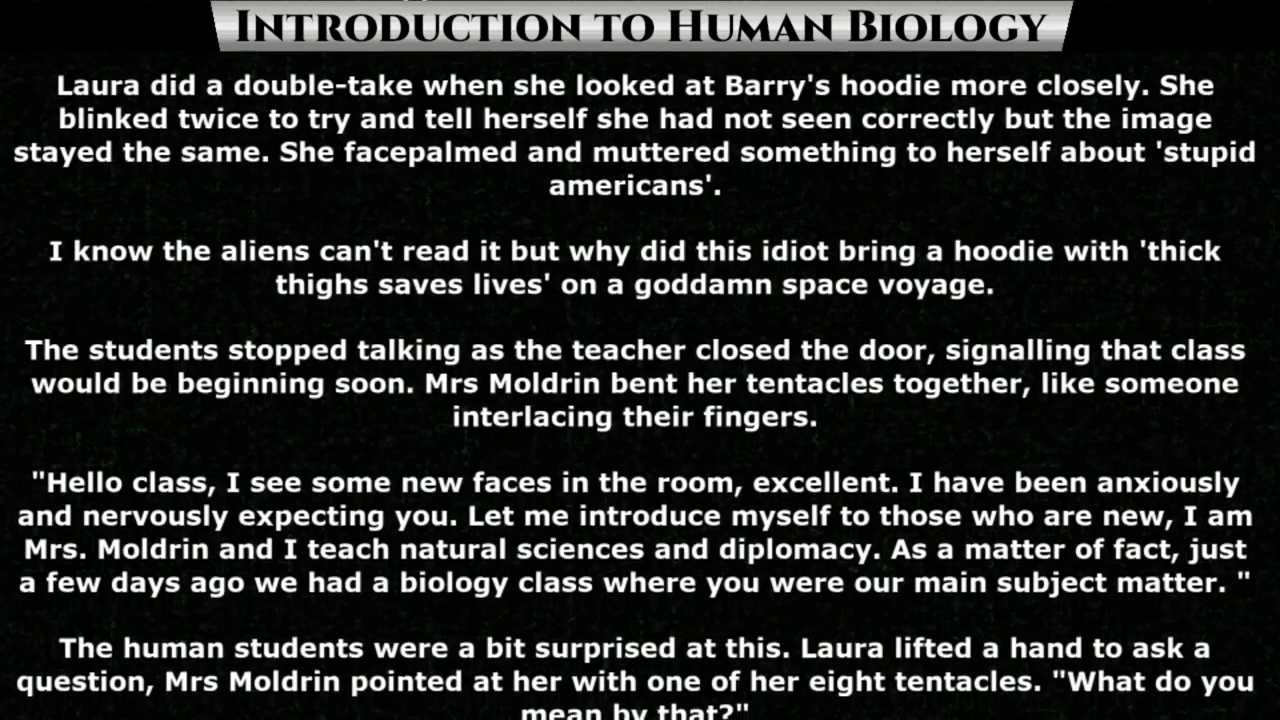 INTRODUCTION TO HUMAN BIOLOGY
Laura did a double-take when she looked at Barry's hoodie more closely. She
blinked twice to try and tell herself she had not seen correctly but the image
stayed the same. She facepalmed and muttered something to herself about 'stupid
americans'.
I know the aliens can't read it but why did this idiot bring a hoodie with 'thick
thighs saves lives' on a goddamn space voyage.
The students stopped talking as the teacher closed the door, signalling that class
would be beginning soon. Mrs Moldrin bent her tentacles together, like someone
interlacing their fingers.
"Hello class, I see some new faces in the room, excellent. I have been anxiously
and nervously expecting you. Let me introduce myself to those who are new, I am
Mrs. Moldrin and I teach natural sciences and diplomacy. As a matter of fact, just
a few days ago we had a biology class where you were our main subject matter. "
The human students were a bit surprised at this. Laura lifted a hand to ask a
question, Mrs Moldrin pointed at her with one of her eight tentacles. "What do you
mean by that?"